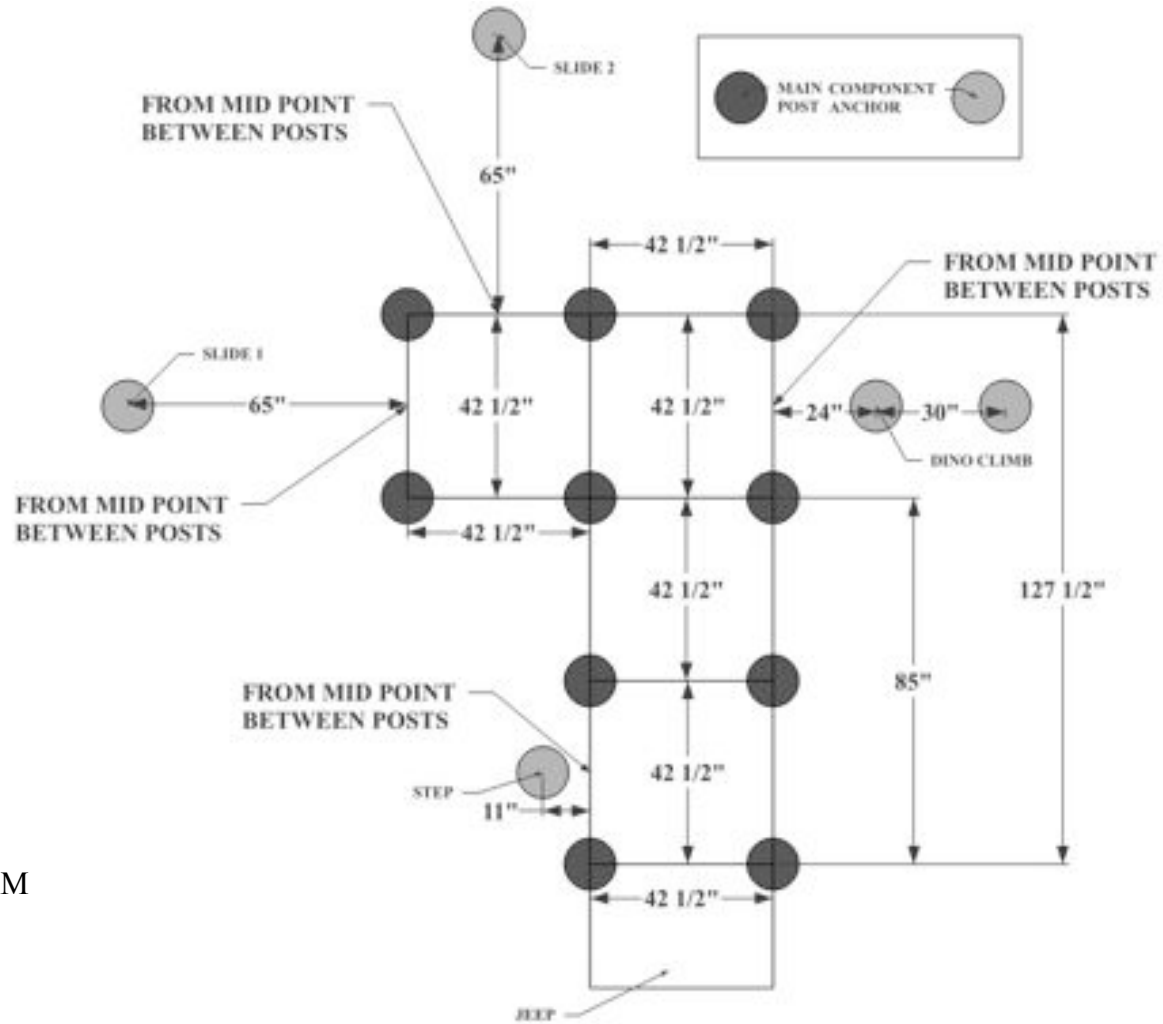 SLIDE 2
MAIN COMPONENT
POST ANCHOR
FROM MID POINT
BETWEEN POSTS
65"
42 1/2"
FROM MID POINT
BETWEEN POSTS
SLIDE 1
65"
42 1/2"
42 1/2"
24"
30"
DINO CLIMB
FROM MID POINT
BETWEEN POSTS
42 1/2"
42 1/2"
127 1/2"
85"
FROM MID POINT
BETWEEN POSTS
42 1/2"
STEP
11"
M
42 1/2"
JEEP